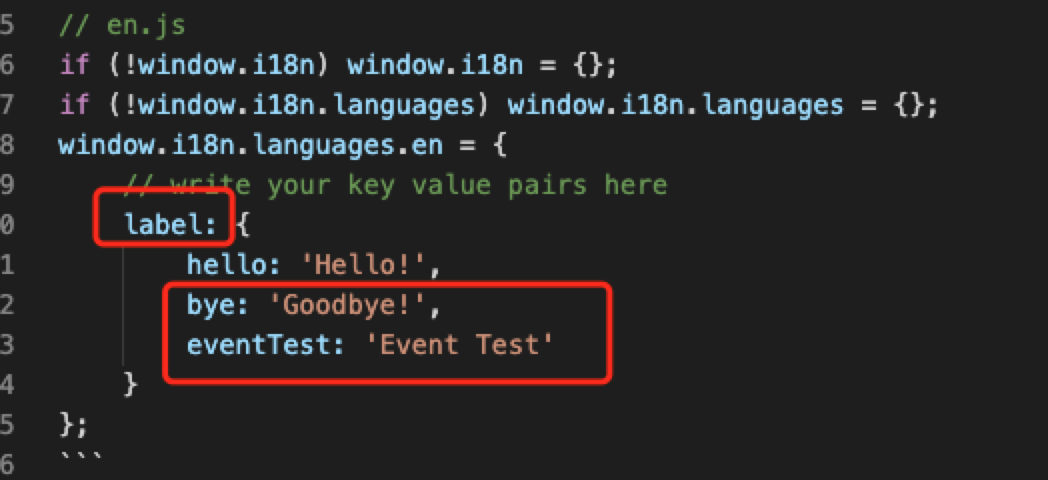 5 // en.js
6 if (!window.i18n) window.i18n = {};
7 if (!window.i18n.languages) window.i18n.languages = {};
8 window.i18n.languages.en = {
9 // write your key value pairs here
0 label: {
1 hello: 'Hello!',
2 bye: 'Goodbye!',
3 eventTest: 'Event Test'
4 }
5 };
6 ```